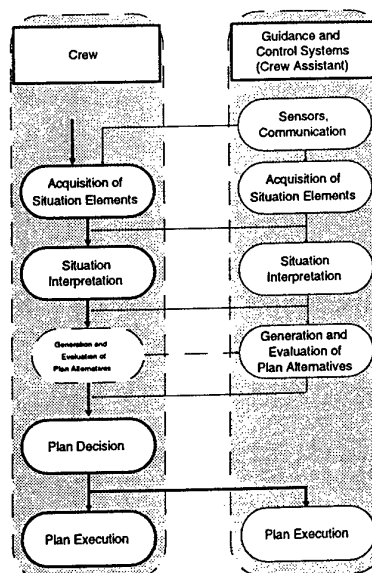 Crew
Guidance and
Control Systems
(Crew Assistant)
Sensors,
Communication
Acquisition of
Situation Elements
Acquisition of
Situation Elements
Situation
Interpretation
Situation
Interpretation
Generation and
Evaluation of
Plan Alternatives
Generation and
Evaluation of
Plan Alternatives
Plan Decision
Plan Execution
Plan Execution